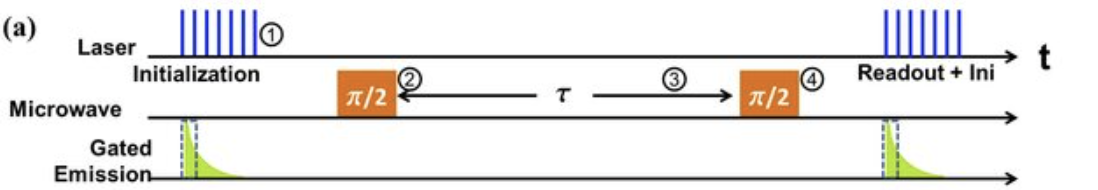 (a)
Laser
①
t
Initialization
Readout + Ini
π/2
②
τ
③
π/2
④
Microwave
Gated
Emission